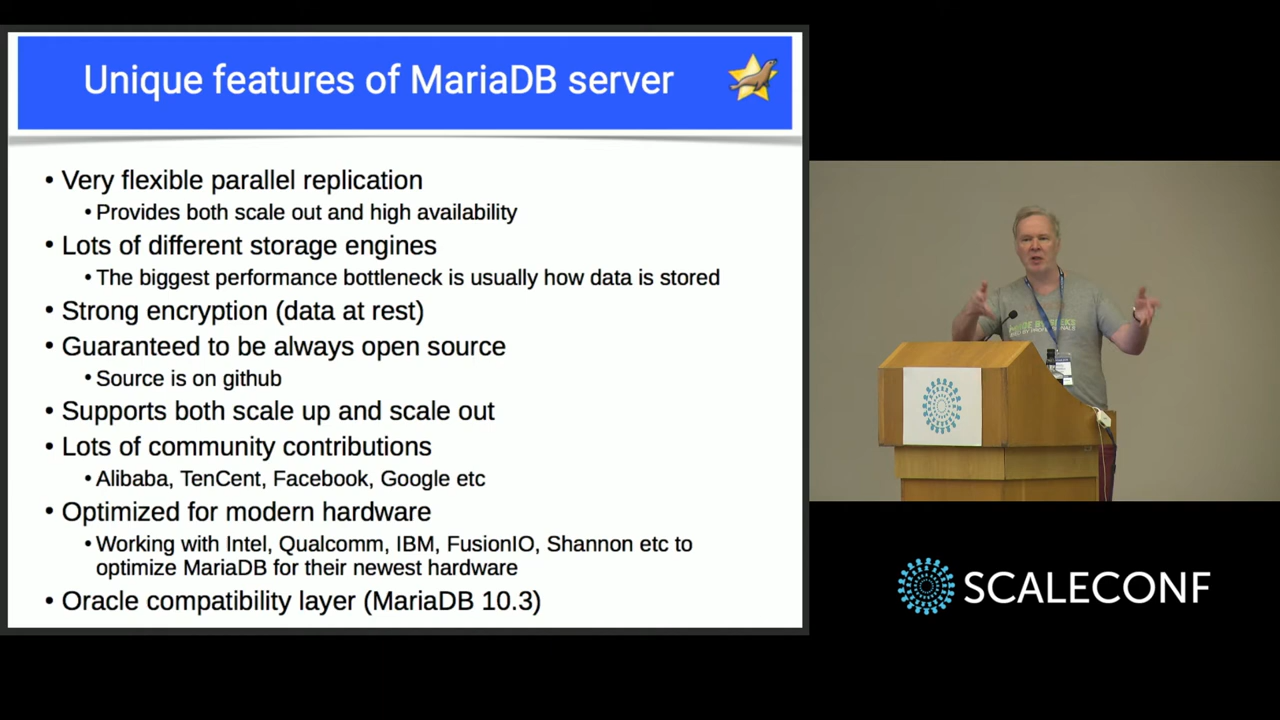 Unique features of MariaDB server
• Very flexible parallel replication
• Provides both scale out and high availability
• Lots of different storage engines
• The biggest performance bottleneck is usually how data is stored
• Strong encryption (data at rest)
• Guaranteed to be always open source
• Source is on github
• Supports both scale up and scale out
• Lots of community contributions
• Alibaba, TenCent, Facebook, Google etc
• Optimized for modern hardware
• Working with Intel, Qualcomm, IBM, FusionIO, Shannon etc to
optimize MariaDB for their newest hardware
• Oracle compatibility layer (MariaDB 10.3)
SCALECONF